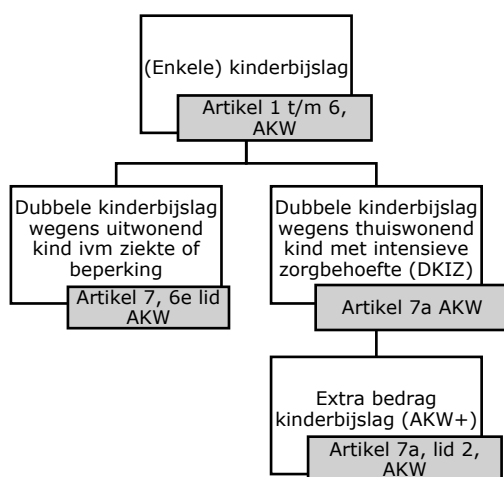 (Enkele) kinderbijslag
Artikel 1 t/m 6,
AKW
Dubbele kinderbijslag
wegens uitwonend
kind ivm ziekte of
beperking
Artikel 7, 6e lid
AKW
Dubbele kinderbijslag
wegens thuiswonend
kind met intensieve
zorgbehoefte (DKIZ)
Artikel 7a AKW
Extra bedrag
kinderbijslag (AKW+)
Artikel 7a, lid 2,
AKW